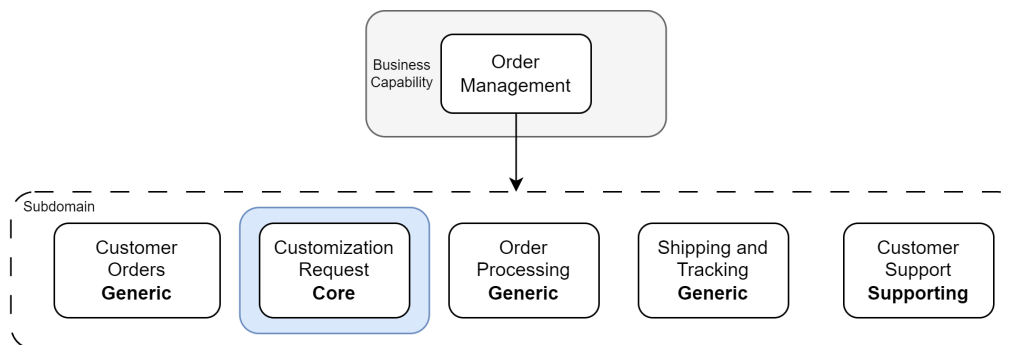 Business
Capability
Order
Management
Subdomain
Customer
Orders
Generic
Customization
Request
Core
Order
Processing
Generic
Shipping and
Tracking
Generic
Customer
Support
Supporting